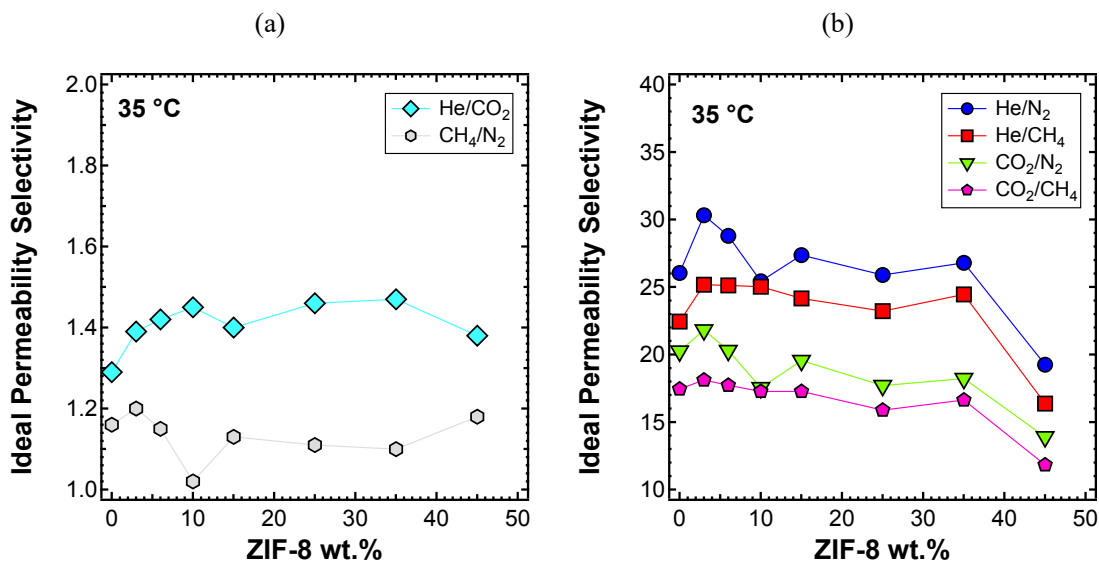 (a)
(b)
35 °C
He/CO₂
CH₄/N₂
Ideal Permeability Selectivity
2.0
1.8
1.6
1.4
1.2
1.0
0
10
20
30
40
50
ZIF-8 wt.%
35 °C
He/N₂
He/CH₄
CO₂/N₂
CO₂/CH₄
Ideal Permeability Selectivity
40
35
30
25
20
15
10
0
10
20
30
40
50
ZIF-8 wt.%